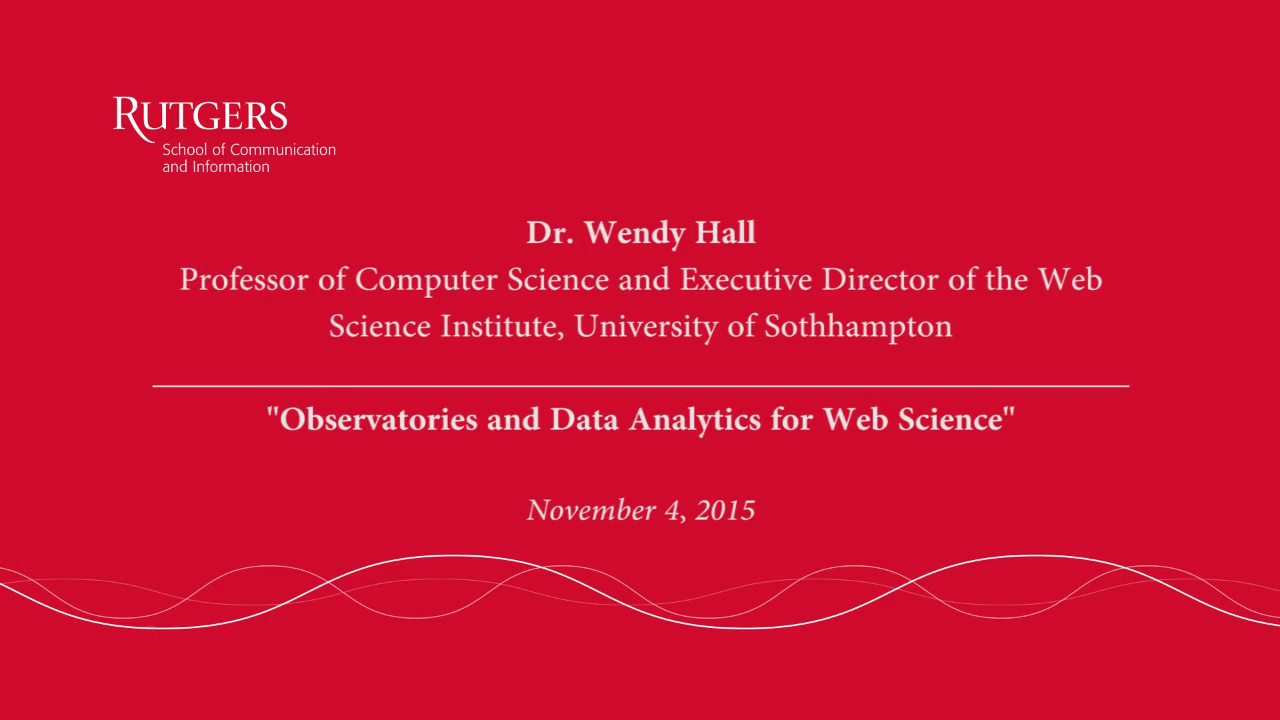 RUTGERS
School of Communication
and Information
Dr. Wendy Hall
Professor of Computer Science and Executive Director of the Web
Science Institute, University of Sothhampton
"Observatories and Data Analytics for Web Science"
November 4, 2015